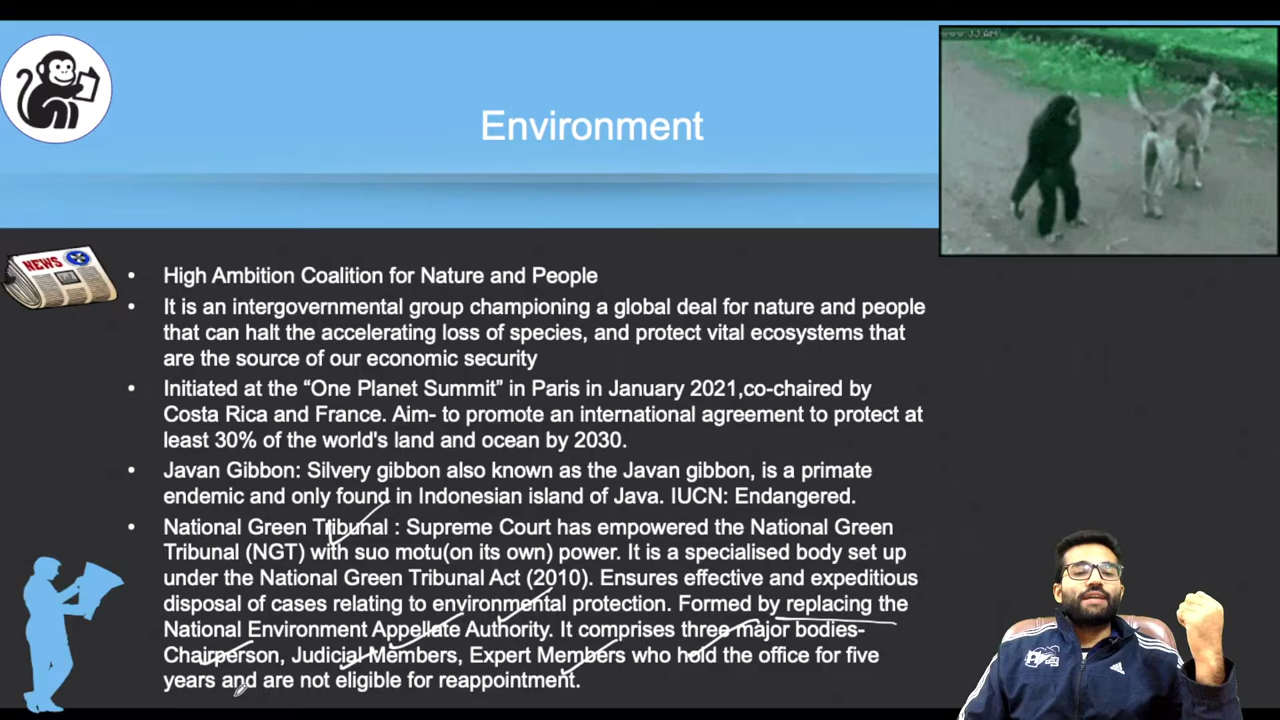 www JJ.AM
Environment
NEWS
• High Ambition Coalition for Nature and People
• It is an intergovernmental group championing a global deal for nature and people
that can halt the accelerating loss of species, and protect vital ecosystems that
are the source of our economic security
• Initiated at the “One Planet Summit” in Paris in January 2021,co-chaired by
Costa Rica and France. Aim- to promote an international agreement to protect at
least 30% of the world's land and ocean by 2030.
• Javan Gibbon: Silvery gibbon also known as the Javan gibbon, is a primate
endemic and only found in Indonesian island of Java. IUCN: Endangered.
• National Green Tribunal : Supreme Court has empowered the National Green
Tribunal (NGT) with suo motu(on its own) power. It is a specialised body set up
under the National Green Tribunal Act (2010). Ensures effective and expeditious
disposal of cases relating to environmental protection. Formed by replacing the
National Environment Appellate Authority. It comprises three major bodies-
Chairperson, Judicial Members, Expert Members who hold the office for five
years and are not eligible for reappointment.